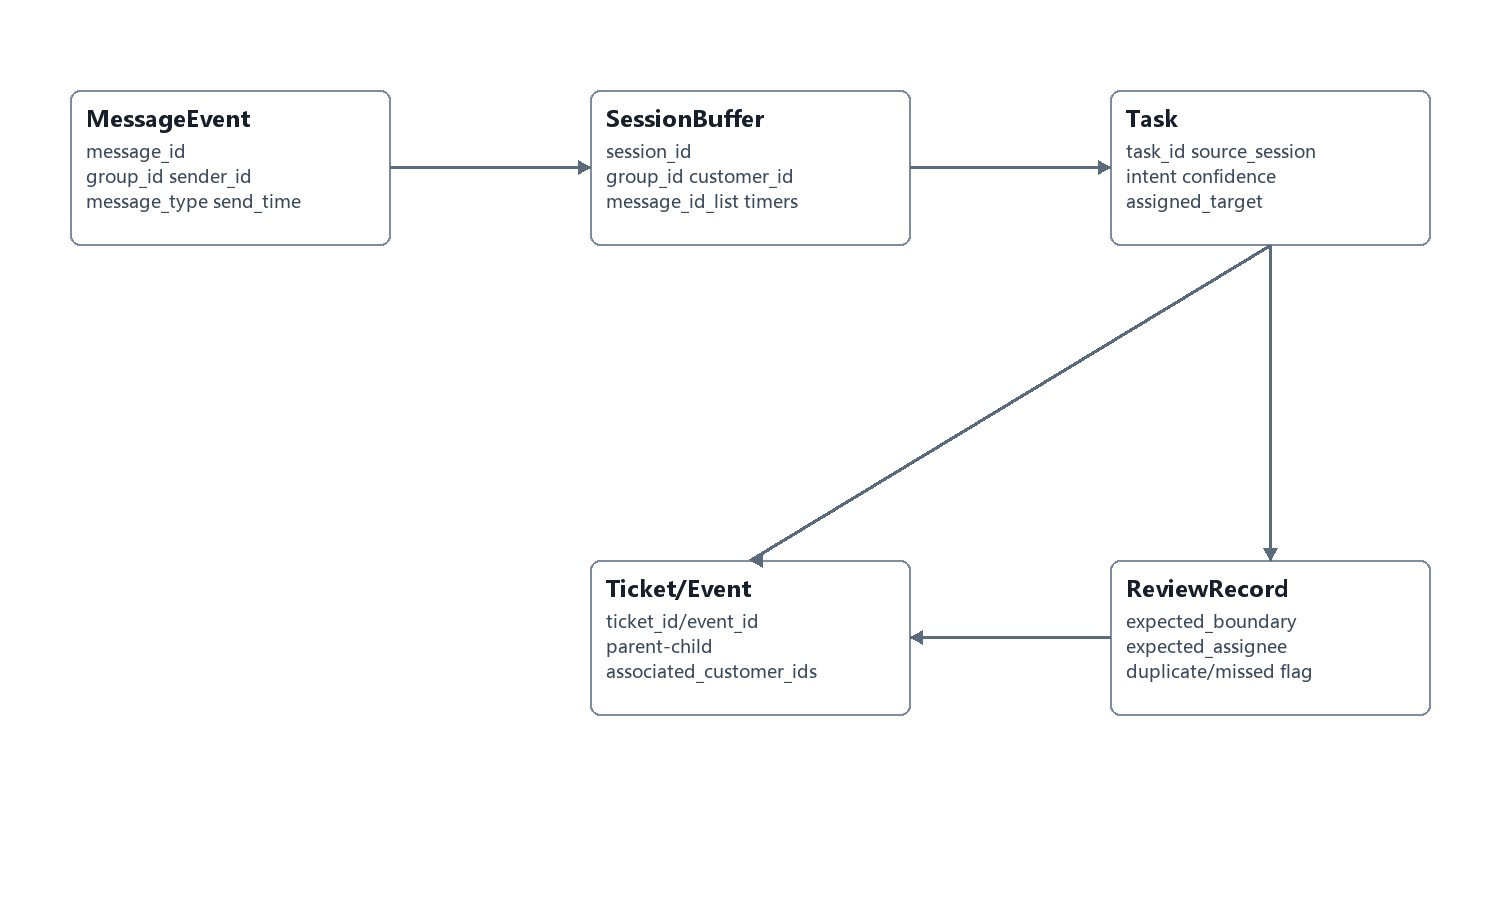 MessageEvent
message_id
group_id sender_id
message_type send_time
SessionBuffer
session_id
group_id customer_id
message_id_list timers
Task
task_id source_session
intent confidence
assigned_target
Ticket/Event
ticket_id/event_id
parent-child
associated_customer_ids
ReviewRecord
expected_boundary
expected_assignee
duplicate/missed flag